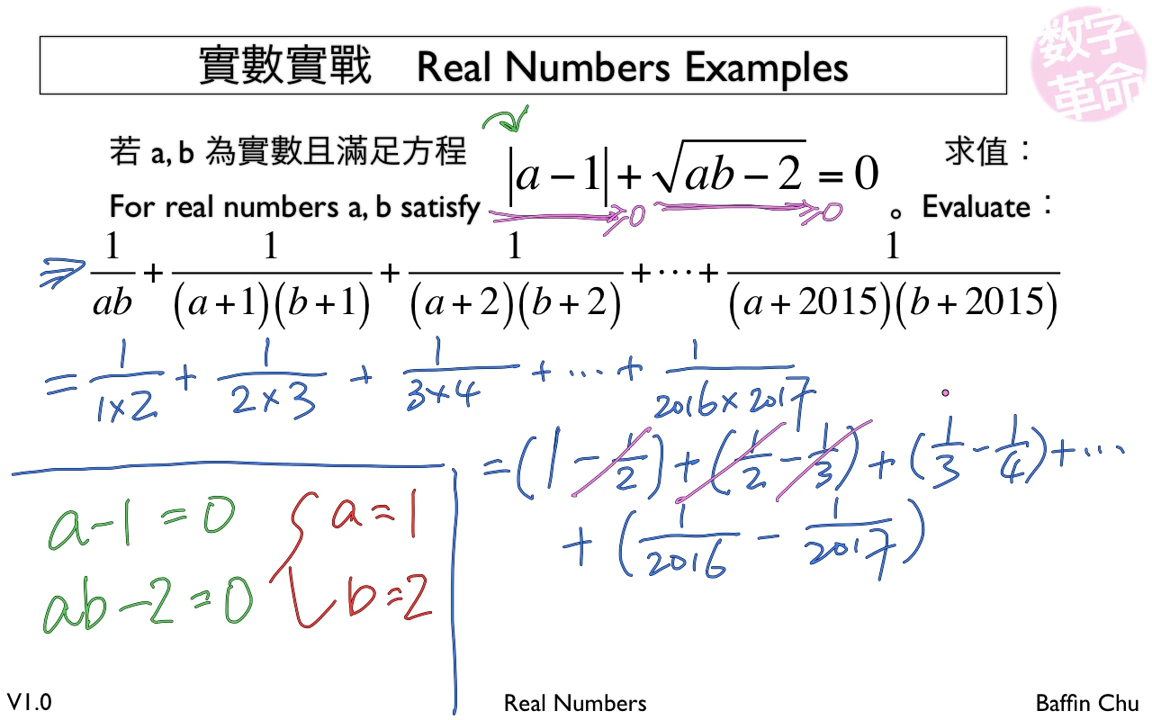 實數實戰 Real Numbers Examples
数字
革命
若 a, b 為實數且滿足方程 |a − 1| + √(ab − 2) = 0 求值：
For real numbers a, b satisfy ≥0 ≥0 。 Evaluate：
⇒ 1/(ab) + 1/((a+1)(b+1)) + 1/((a+2)(b+2)) + ⋯ + 1/((a+2015)(b+2015))
= 1/(1×2) + 1/(2×3) + 1/(3×4) + ... + 1/(2016×2017)
= (1 − 1/2) + (1/2 − 1/3) + (1/3 − 1/4) + ...
+ (1/2016 − 1/2017)
a−1=0 { a=1
ab−2=0 b=2
V1.0 Real Numbers Baffin Chu